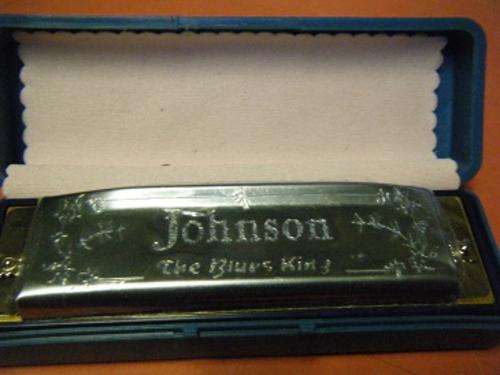 Johnson
The Blues King